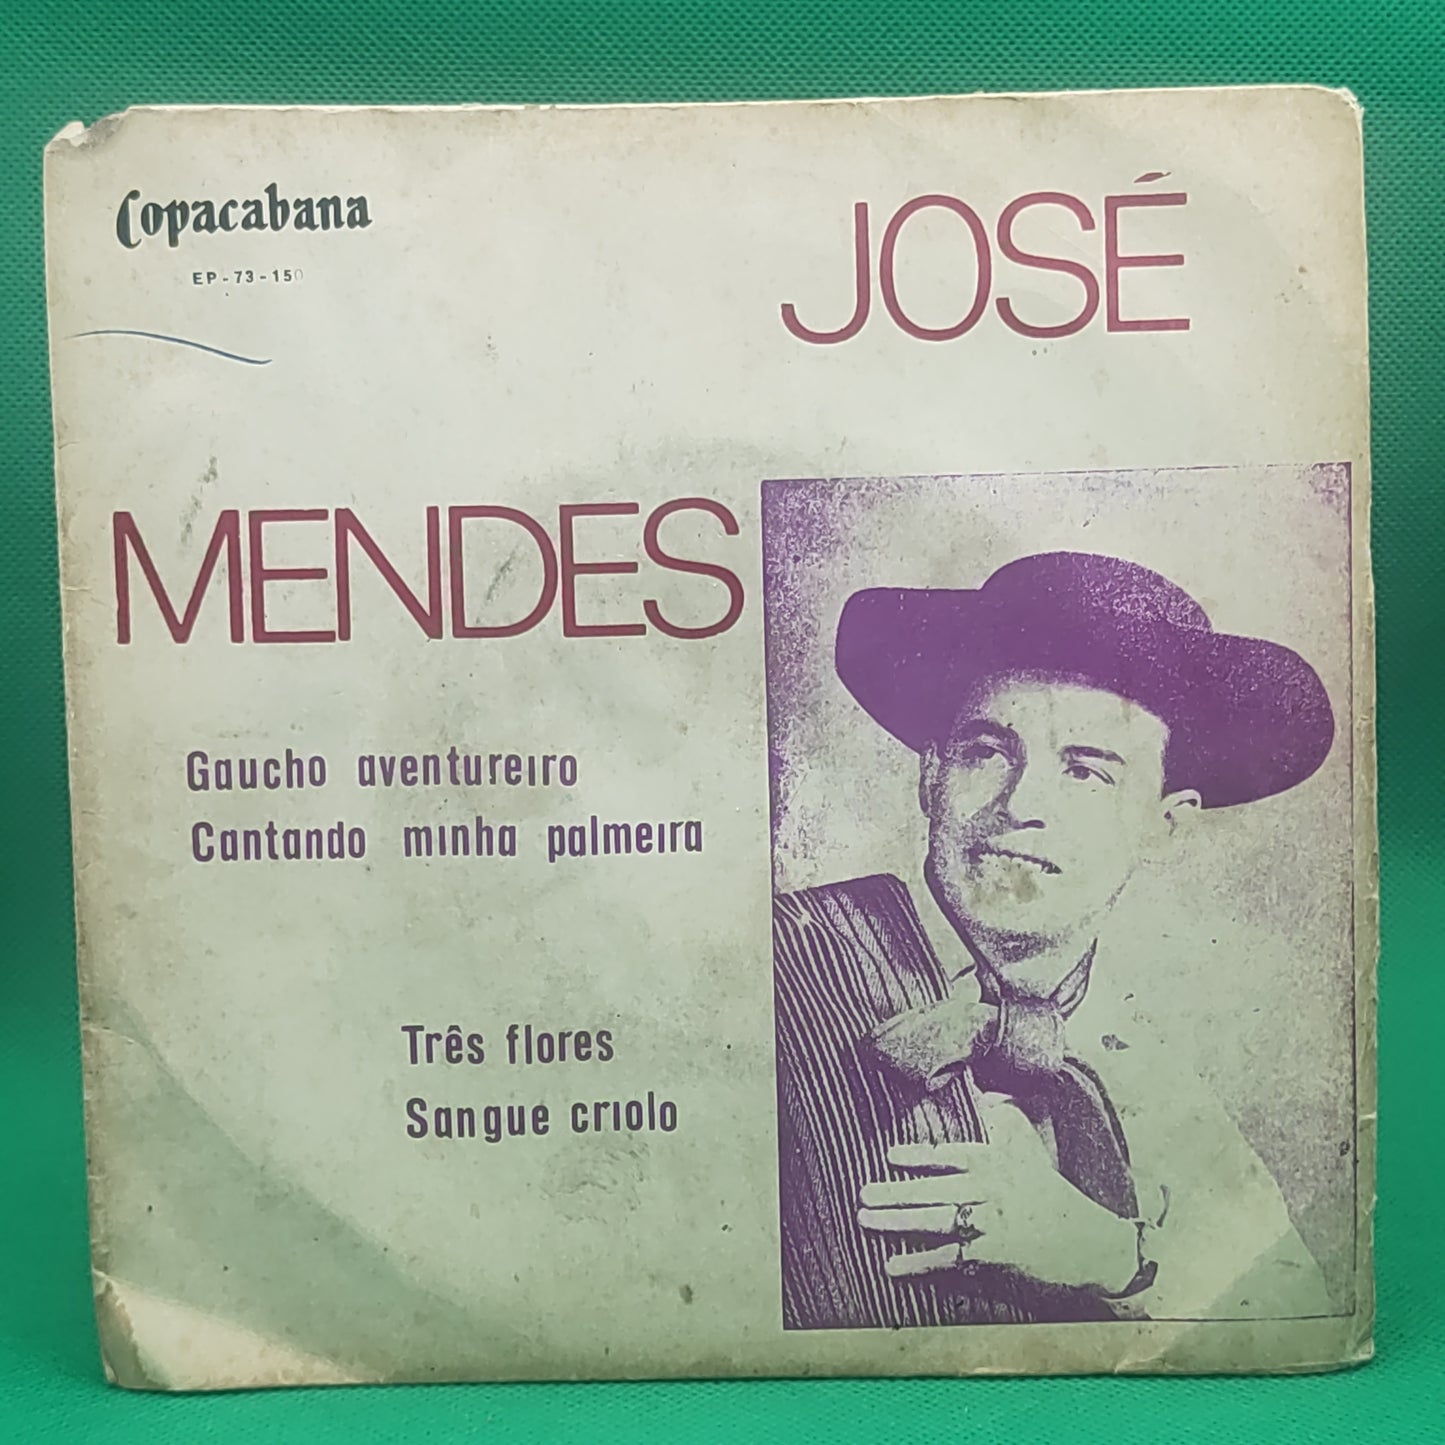 Copacabana
EP-73-150
JOSÉ
MENDES
Gaucho aventureiro
Cantando minha palmeira
Três flores
Sangue criolo